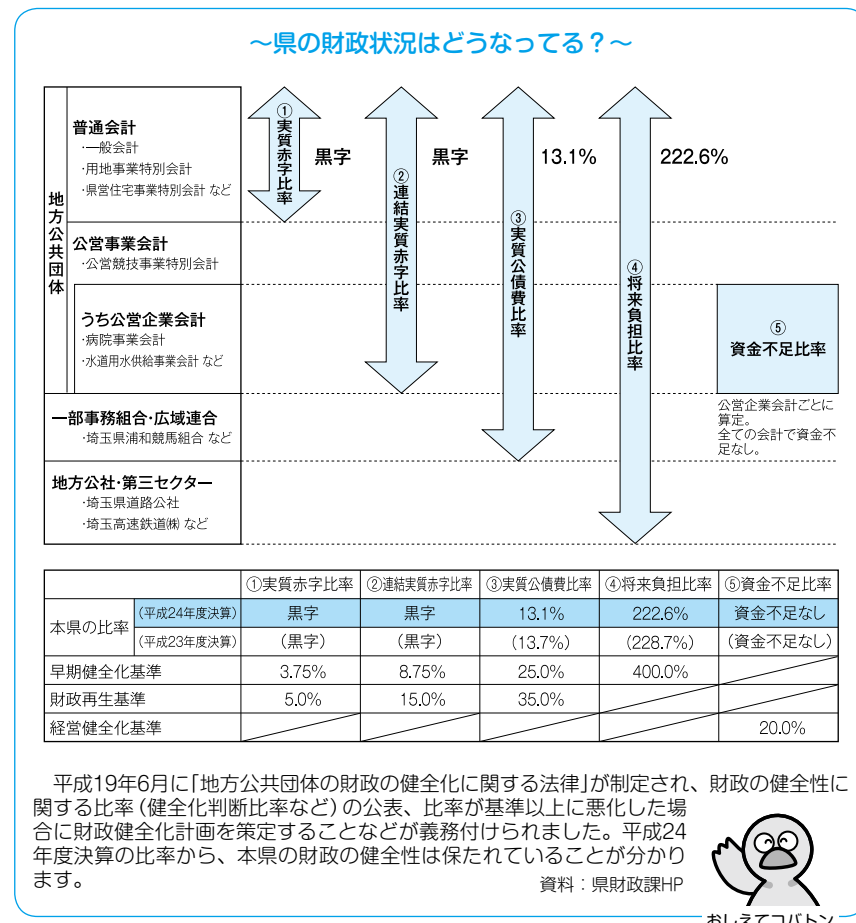 ～県の財政状況はどうなってる？～
地方公共団体
普通会計
・一般会計
・用地事業特別会計
・県営住宅事業特別会計 など
公営事業会計
・公営競技事業特別会計
うち公営企業会計
・病院事業会計
・水道用水供給事業会計 など
一部事務組合・広域連合
・埼玉県浦和競馬組合 など
地方公社・第三セクター
・埼玉県道路公社
・埼玉高速鉄道㈱ など
①実質赤字比率
黒字
②連結実質赤字比率
黒字
③実質公債費比率
13.1%
④将来負担比率
222.6%
⑤
資金不足比率
公営企業会計ごとに
算定。
全ての会計で資金不
足なし。
①実質赤字比率 ②連結実質赤字比率 ③実質公債費比率 ④将来負担比率 ⑤資金不足比率
本県の比率
(平成24年度決算) 黒字 黒字 13.1% 222.6% 資金不足なし
(平成23年度決算) (黒字) (黒字) (13.7%) (228.7%) (資金不足なし)
早期健全化基準 3.75% 8.75% 25.0% 400.0%
財政再生基準 5.0% 15.0% 35.0%
経営健全化基準 20.0%
平成19年6月に「地方公共団体の財政の健全化に関する法律」が制定され、財政の健全性に
関する比率（健全化判断比率など）の公表、比率が基準以上に悪化した場
合に財政健全化計画を策定することなどが義務付けられました。平成24
年度決算の比率から、本県の財政の健全性は保たれていることが分かり
ます。
資料：県財政課HP
おしえてコバトン